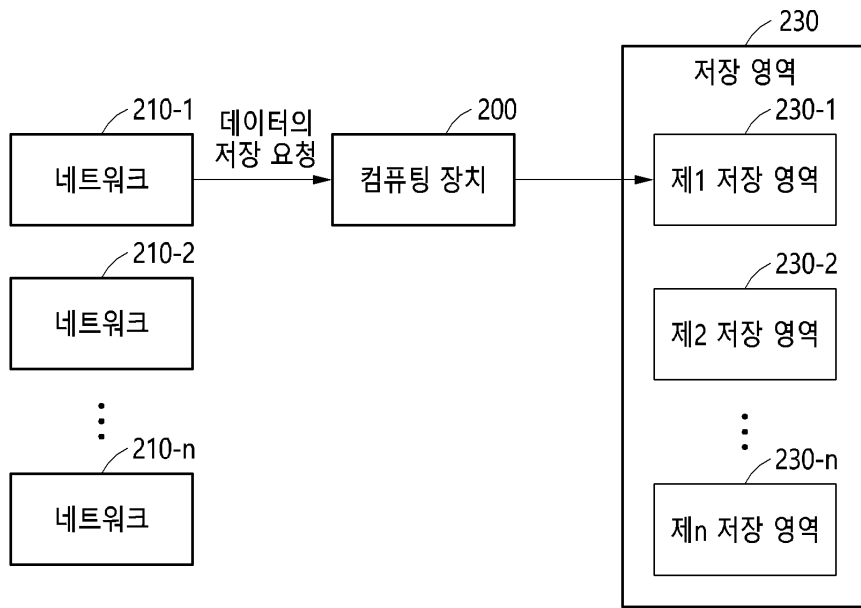 230
저장 영역
210-1
데이터의
저장 요청
200
230-1
네트워크
컴퓨팅 장치
제1 저장 영역
210-2
230-2
네트워크
제2 저장 영역
210-n
230-n
네트워크
제n 저장 영역